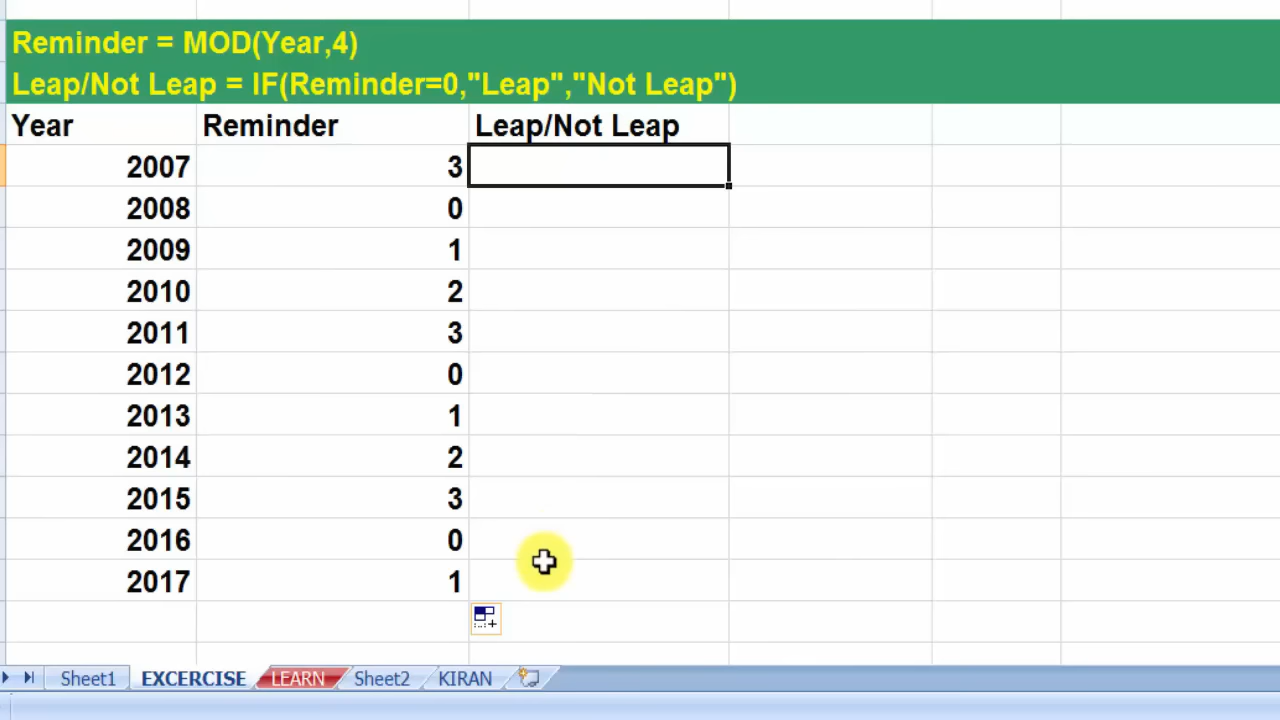 Reminder = MOD(Year,4)
Leap/Not Leap = IF(Reminder=0,"Leap","Not Leap")
Year Reminder Leap/Not Leap
2007 3
2008 0
2009 1
2010 2
2011 3
2012 0
2013 1
2014 2
2015 3
2016 0
2017 1
Sheet1 EXCERCISE LEARN Sheet2 KIRAN